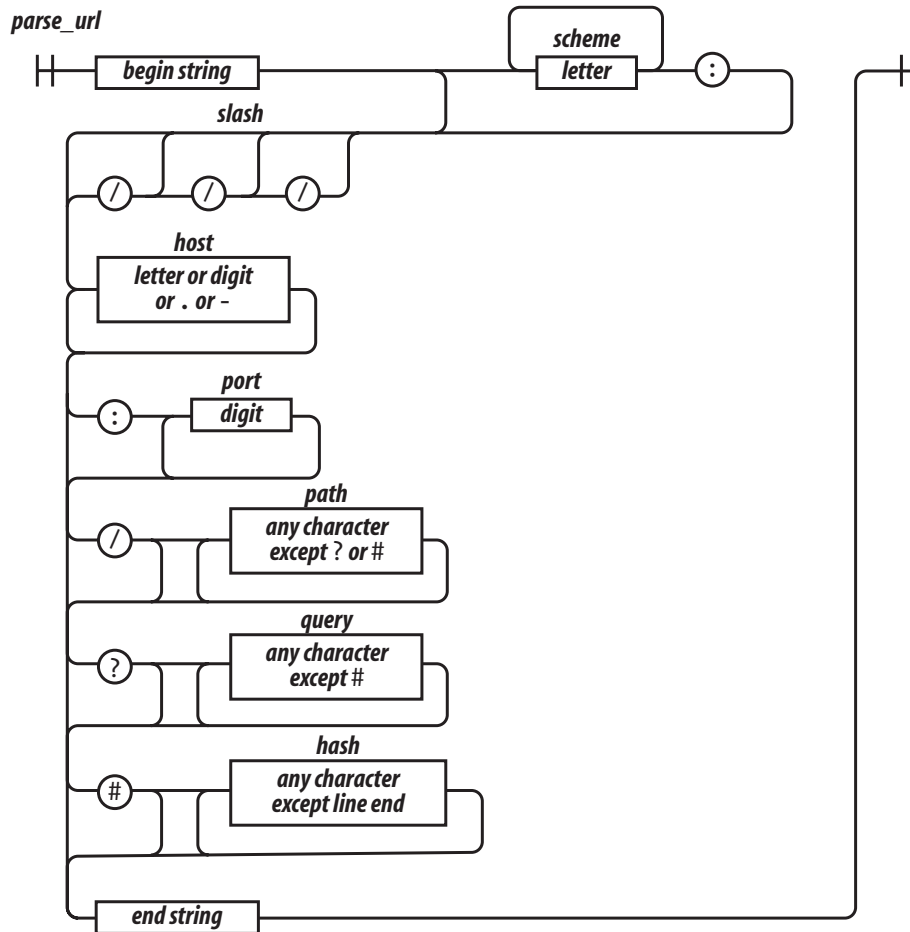 parse_url
scheme
begin string
letter
:
slash
/ / /
host
letter or digit
or . or -
port
:
digit
path
/
any character
except ? or #
query
?
any character
except #
hash
#
any character
except line end
end string